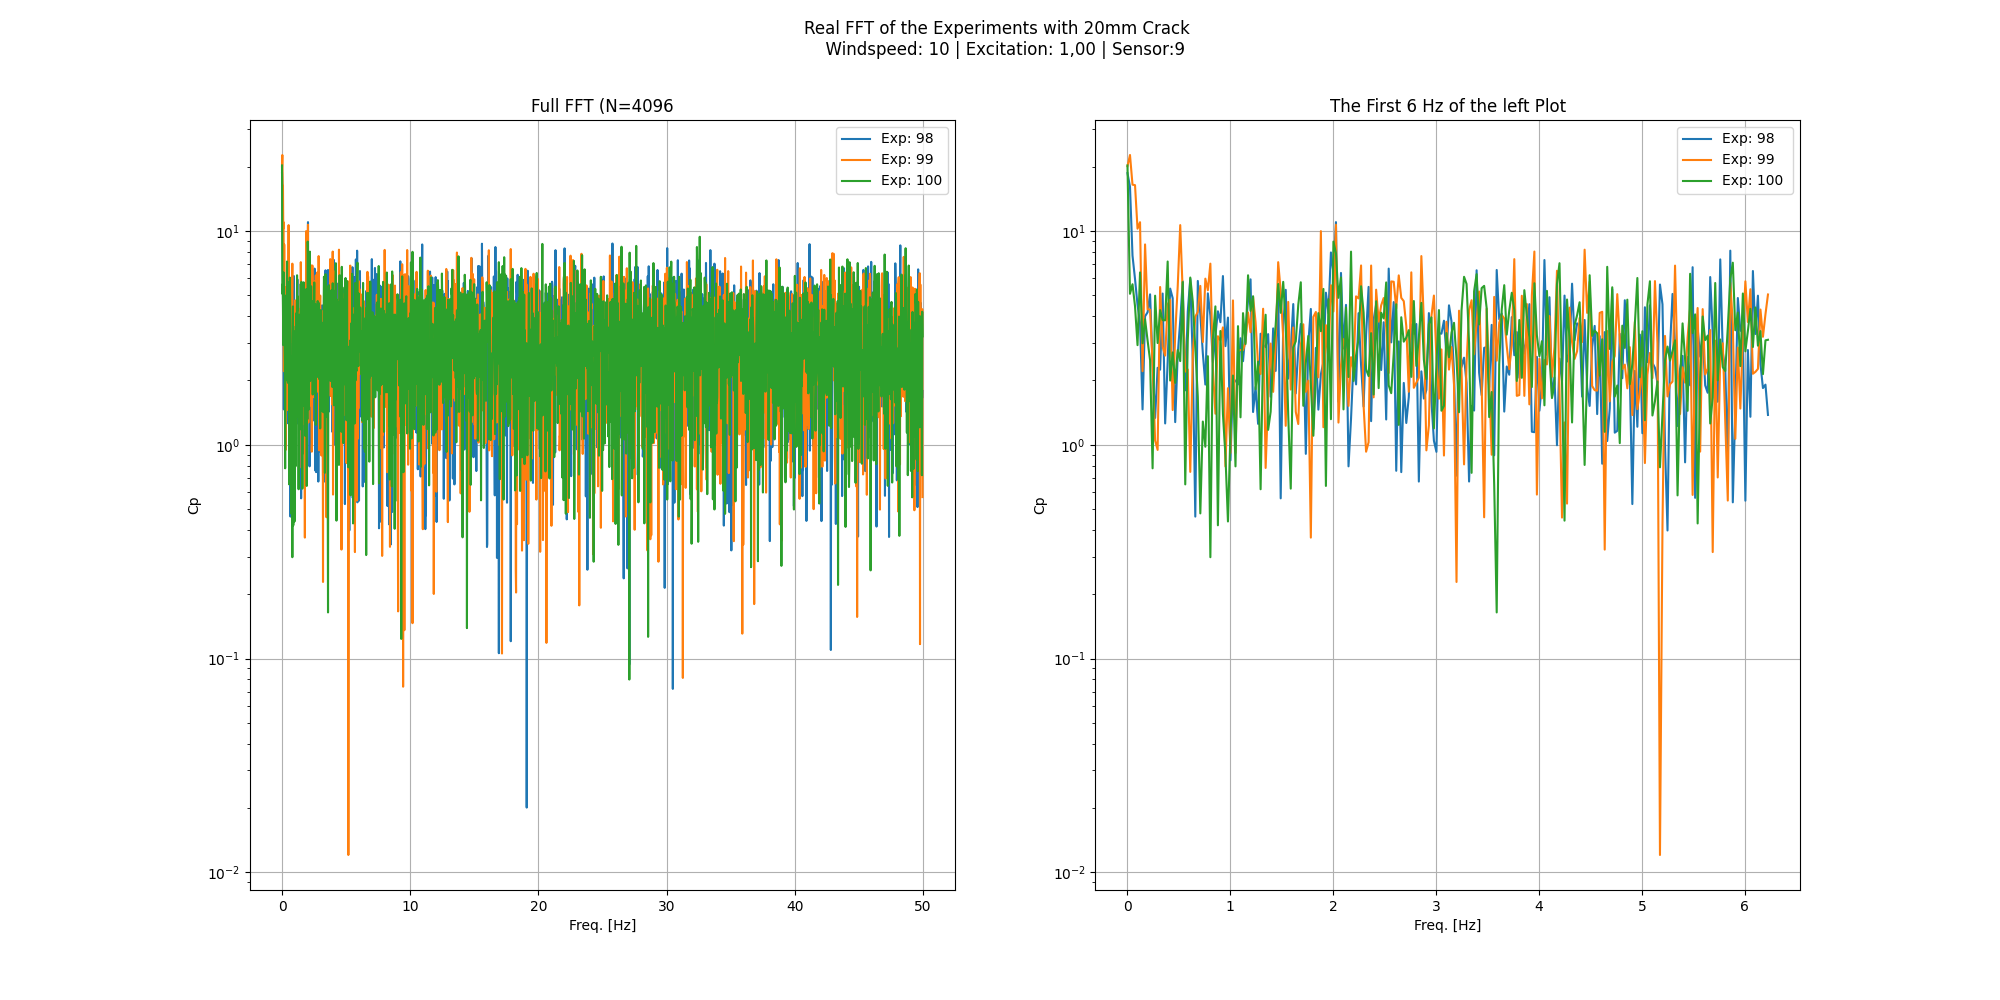 Real FFT of the Experiments with 20mm Crack
Windspeed: 10 | Excitation: 1,00 | Sensor:9
Full FFT (N=4096
Exp: 98
Exp: 99
Exp: 100
10¹
10⁰
10⁻¹
10⁻²
Cp
0 10 20 30 40 50
Freq. [Hz]
The First 6 Hz of the left Plot
Exp: 98
Exp: 99
Exp: 100
10¹
10⁰
10⁻¹
10⁻²
Cp
0 1 2 3 4 5 6
Freq. [Hz]